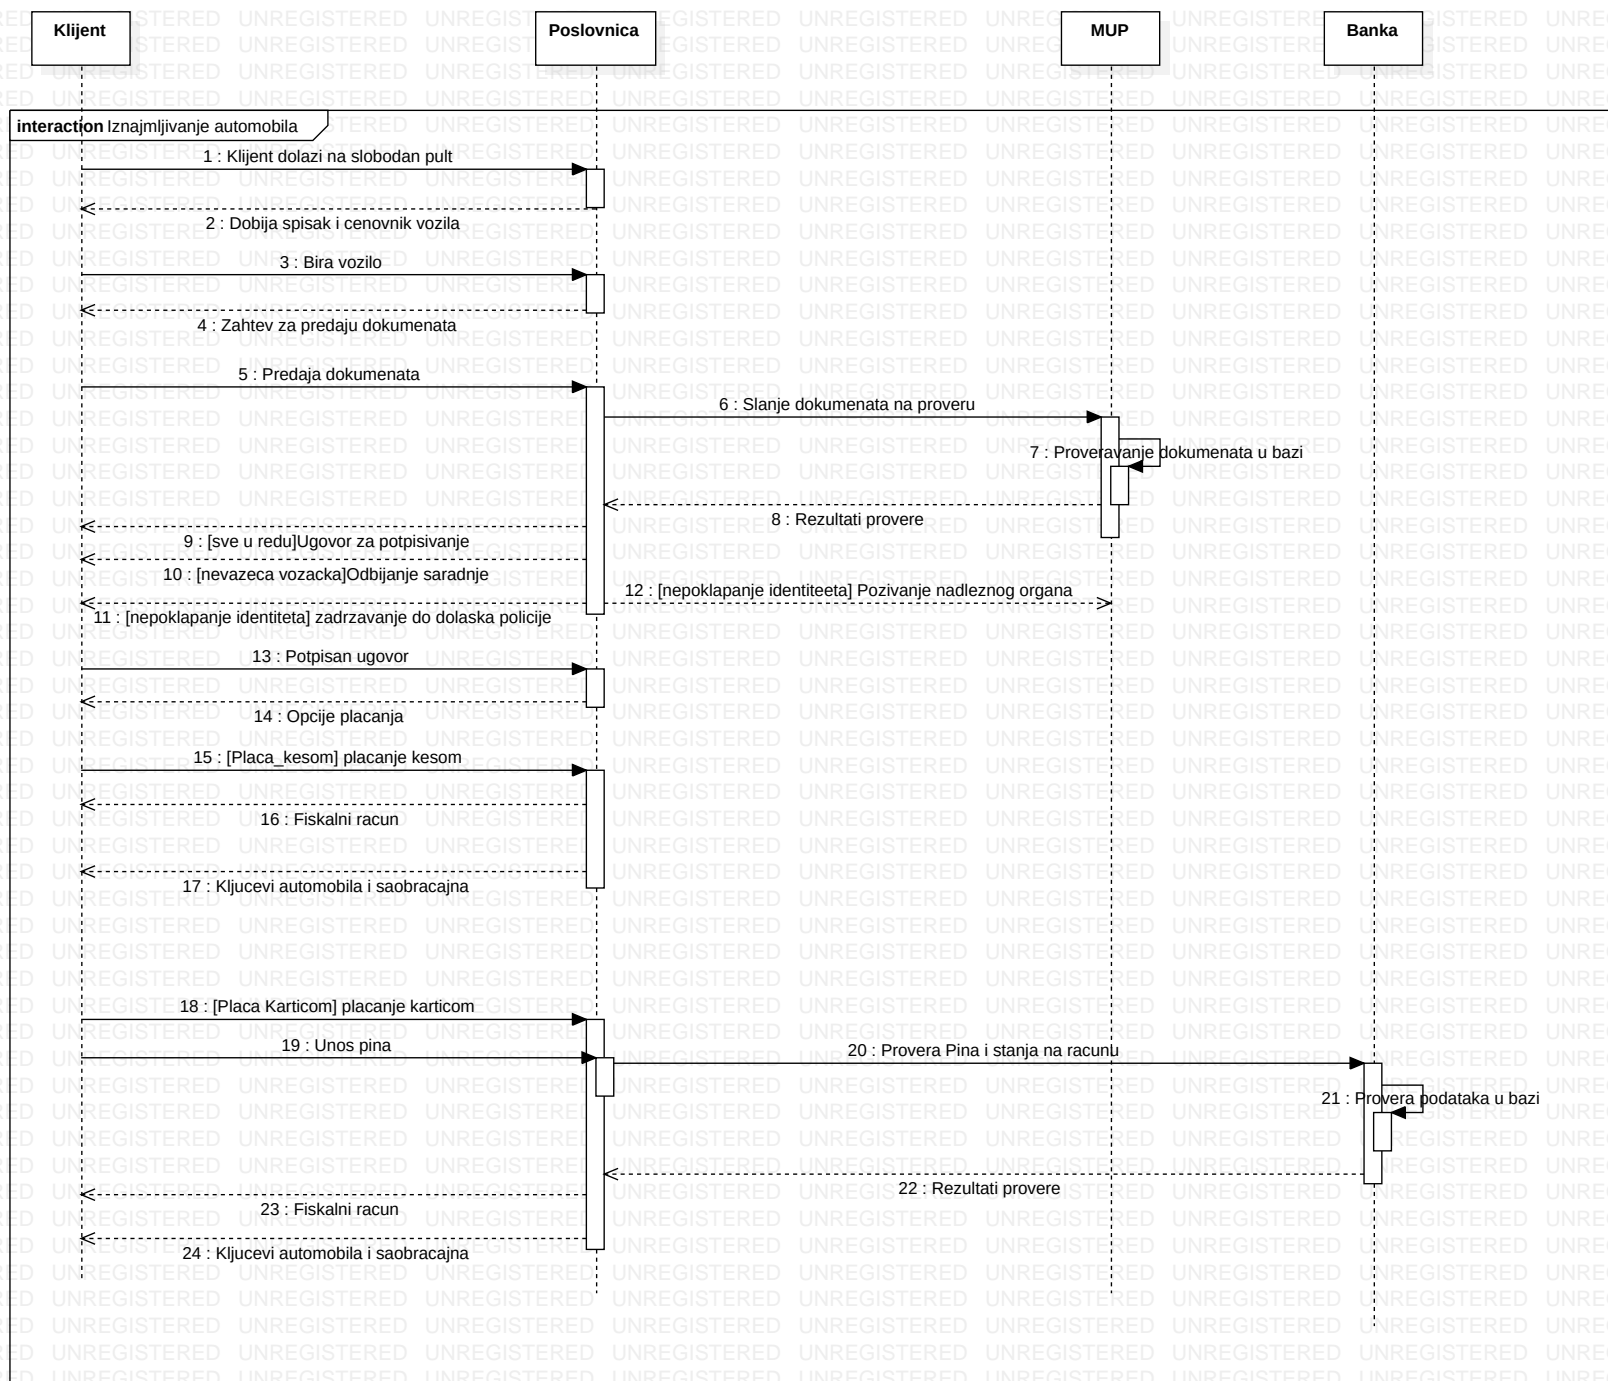 Klijent
Poslovnica
MUP
Banka
interaction Iznajmljivanje automobila
1 : Klijent dolazi na slobodan pult
2 : Dobija spisak i cenovnik vozila
3 : Bira vozilo
4 : Zahtev za predaju dokumenata
5 : Predaja dokumenata
6 : Slanje dokumenata na proveru
7 : Proveravanje dokumenata u bazi
8 : Rezultati provere
9 : [sve u redu]Ugovor za potpisivanje
10 : [nevazeca vozacka]Odbijanje saradnje
12 : [nepoklapanje identiteeta] Pozivanje nadleznog organa
11 : [nepoklapanje identiteta] zadrzavanje do dolaska policije
13 : Potpisan ugovor
14 : Opcije placanja
15 : [Placa_kesom] placanje kesom
16 : Fiskalni racun
17 : Kljucevi automobila i saobracajna
18 : [Placa Karticom] placanje karticom
19 : Unos pina
20 : Provera Pina i stanja na racunu
21 : Provera podataka u bazi
22 : Rezultati provere
23 : Fiskalni racun
24 : Kljucevi automobila i saobracajna
UNREGISTERED